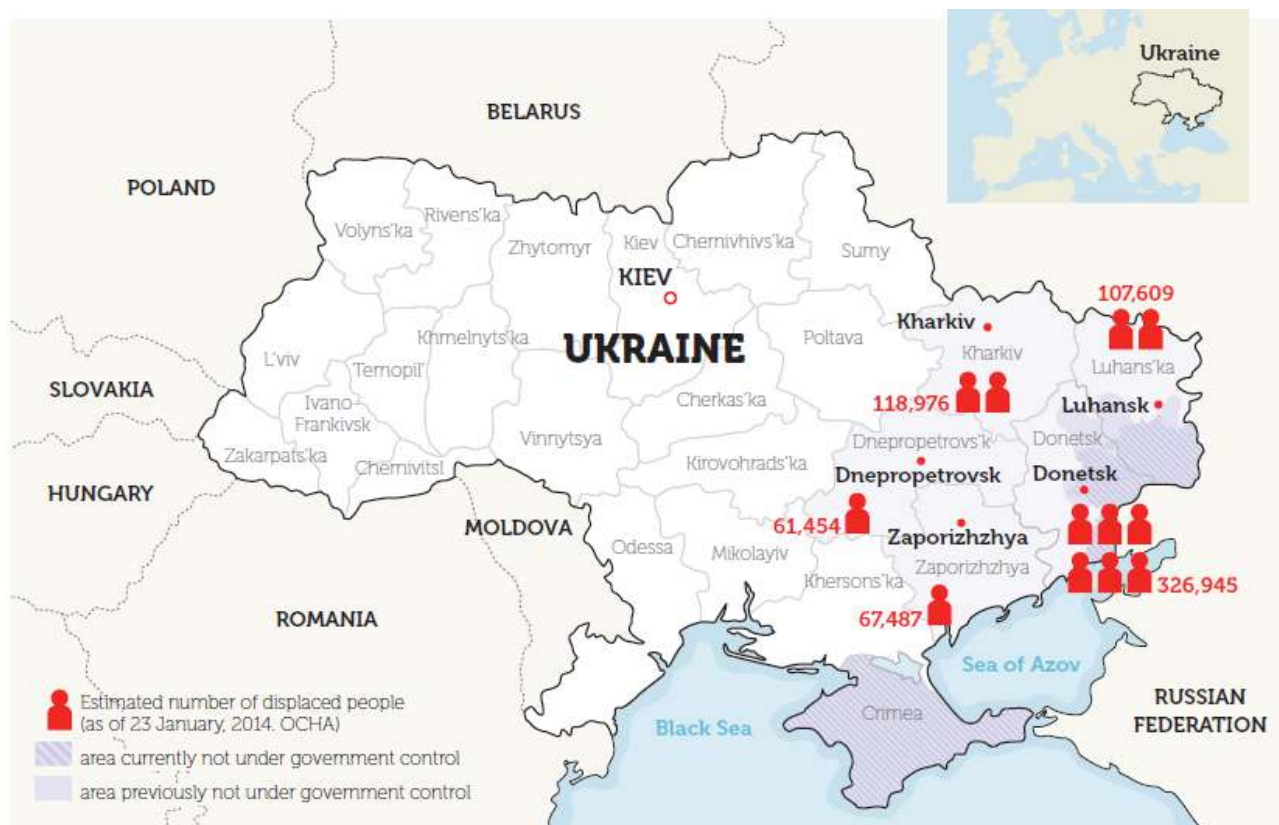 Ukraine
BELARUS
POLAND
Rivens'ka
Volyns'ka
Zhytomyr
Kiev
Chernivhivs'ka
Sumy
KIEV
107,609
Kharkiv
UKRAINE
Poltava
Kharkiv
Khmelnyts'ka
L'viv
Ternopil'
Luhans'ka
SLOVAKIA
Ivano-
Frankivsk
Cherkas'ka
118,976
Luhansk
Vinnytsya
Dnepropetrovs'k
Donetsk
Zakarpats'ka
Chernivitsl
Kirovohrads'ka
Dnepropetrovsk
Donetsk
HUNGARY
MOLDOVA
61,454
Zaporizhzhya
Odessa
Mikolayiv
Khersons'ka
Zaporizhzhya
326,945
ROMANIA
67,487
Sea of Azov
Estimated number of displaced people
(as of 23 January, 2014. OCHA)
Black Sea
Crimea
RUSSIAN
FEDERATION
area currently not under government control
area previously not under government control